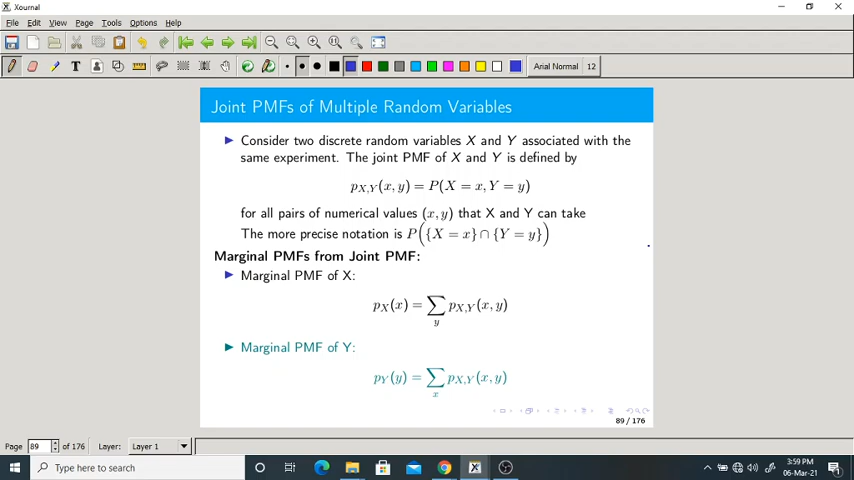 Xournal
File Edit View Page Tools Options Help
Arial Normal 12
Joint PMFs of Multiple Random Variables
Consider two discrete random variables X and Y associated with the
same experiment. The joint PMF of X and Y is defined by
p_{X,Y}(x, y) = P(X = x, Y = y)
for all pairs of numerical values (x, y) that X and Y can take
The more precise notation is P({X = x} ∩ {Y = y})
Marginal PMFs from Joint PMF:
Marginal PMF of X:
p_X(x) = ∑_y p_{X,Y}(x, y)
Marginal PMF of Y:
p_Y(y) = ∑_x p_{X,Y}(x, y)
89 / 176
Page 89 of 176 Layer: Layer 1
Type here to search
3:59 PM
06-Mar-21